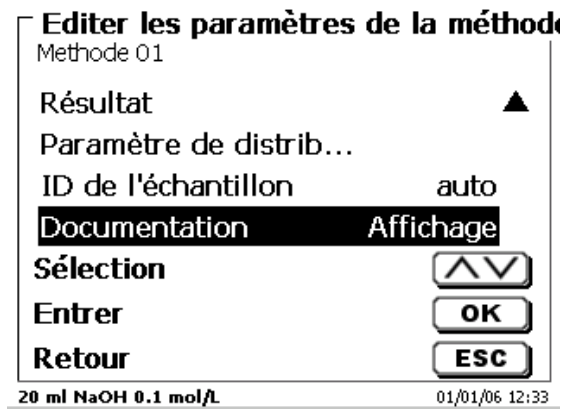 Editer les paramètres de la méthod
Methode 01
Résultat
Paramètre de distrib...
ID de l'échantillon auto
Documentation Affichage
Sélection
Entrer OK
Retour ESC
20 ml NaOH 0.1 mol/L 01/01/06 12:33